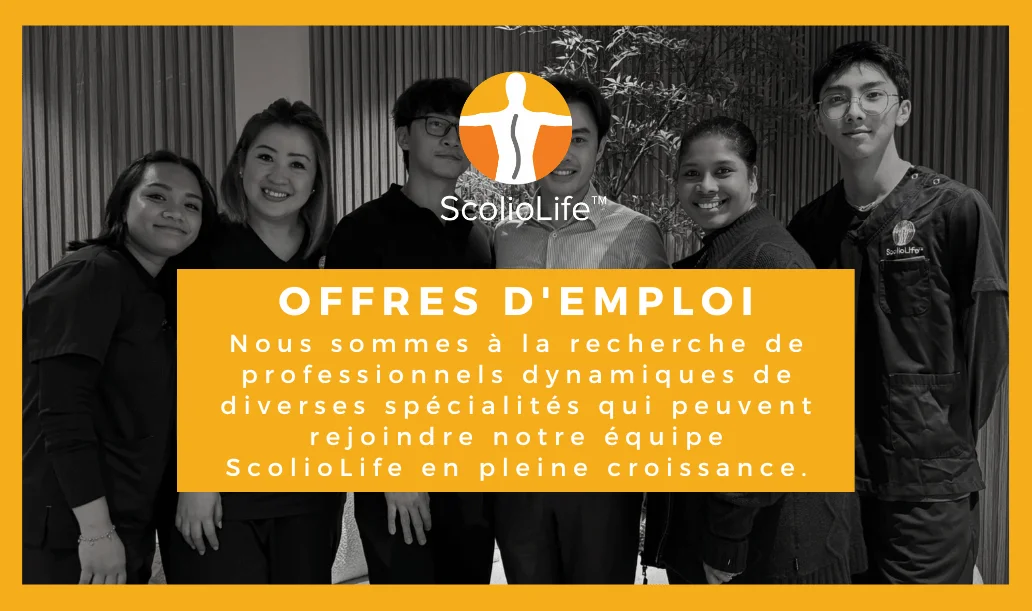 ScolioLife™
ScolioLife™
OFFRES D'EMPLOI
Nous sommes à la recherche de
professionnels dynamiques de
diverses spécialités qui peuvent
rejoindre notre équipe
ScolioLife en pleine croissance.